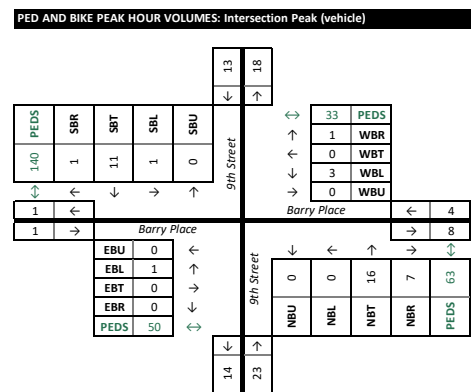 PED AND BIKE PEAK HOUR VOLUMES: Intersection Peak (vehicle)
13 18
↓ ↑
PEDS SBR SBT SBL SBU
140 1 11 1 0
↕ ← ↓ → ↑
9th Street
↔ 33 PEDS
↑ 1 WBR
← 0 WBT
↓ 3 WBL
→ 0 WBU
1 ←
Barry Place
← 4
1 →
Barry Place
→ 8
EBU 0 ←
EBL 1 ↑
EBT 0 →
EBR 0 ↓
PEDS 50 ↔
9th Street
↓ ← ↑ → ↕
0 0 16 7 63
NBU NBL NBT NBR PEDS
↓ ↑
14 23